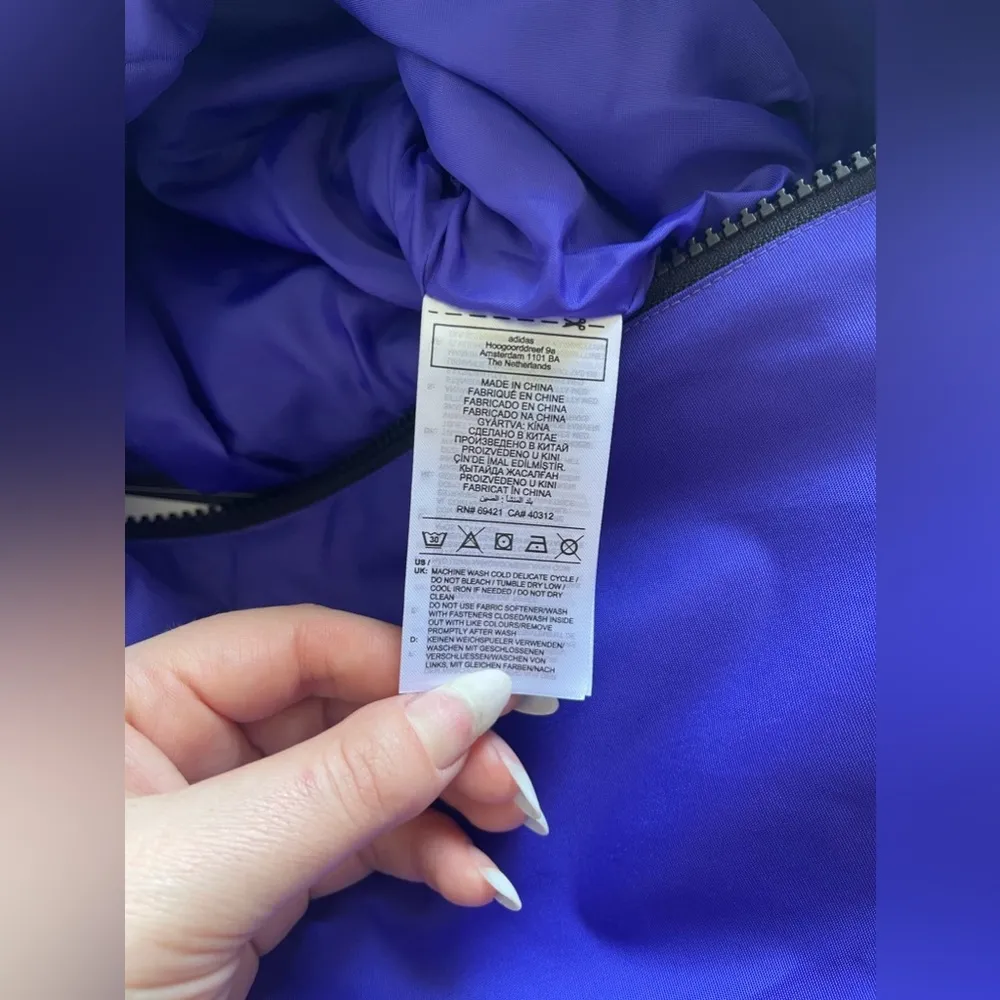 adidas
Hoogoorddreef 9a
Amsterdam 1101 BA
The Netherlands
MADE IN CHINA
FABRIQUÉ EN CHINE
FABRICADO EN CHINA
FABRICADO NA CHINA
GYÁRTVA: KÍNA
СДЕЛАНО В КИТАЕ
ПРОИЗВЕДЕНО В КИТАЙ
PROIZVEDENO U KINI
ÇİN'DE İMAL EDİLMİŞTİR.
ҚЫТАЙДА ЖАСАЛҒАН
PROIZVEDENO U KINI
FABRICAT ÎN CHINA
بلد المنشأ : الصين
RN# 69421 CA# 40312
30
US /
UK: MACHINE WASH COLD DELICATE CYCLE /
DO NOT BLEACH / TUMBLE DRY LOW /
COOL IRON IF NEEDED / DO NOT DRY
CLEAN
DO NOT USE FABRIC SOFTENER/WASH
WITH FASTENERS CLOSED/WASH INSIDE
OUT WITH LIKE COLOURS/REMOVE
PROMPTLY AFTER WASH
D: KEINEN WEICHSPUELER VERWENDEN/
WASCHEN MIT GESCHLOSSENEN
VERSCHLUESSEN/WASCHEN VON
LINKS, MIT GLEICHEN FARBEN/NACH